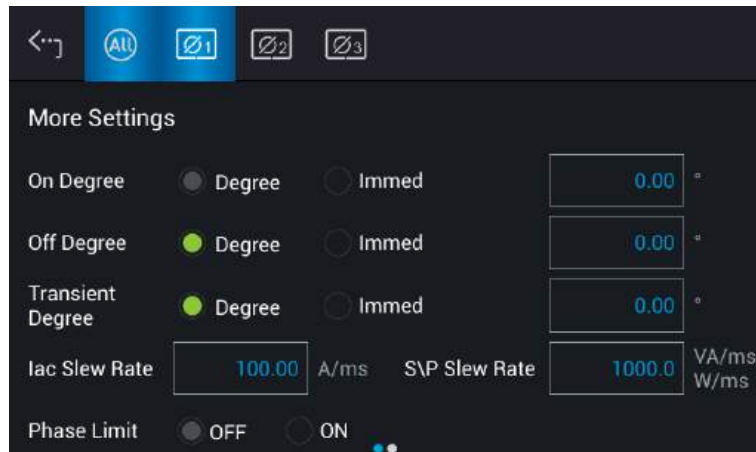 All Ø1 Ø2 Ø3
More Settings
On Degree Degree Immed 0.00 °
Off Degree Degree Immed 0.00 °
Transient
Degree Degree Immed 0.00 °
Iac Slew Rate 100.00 A/ms S\P Slew Rate 1000.0 VA/ms
W/ms
Phase Limit OFF ON